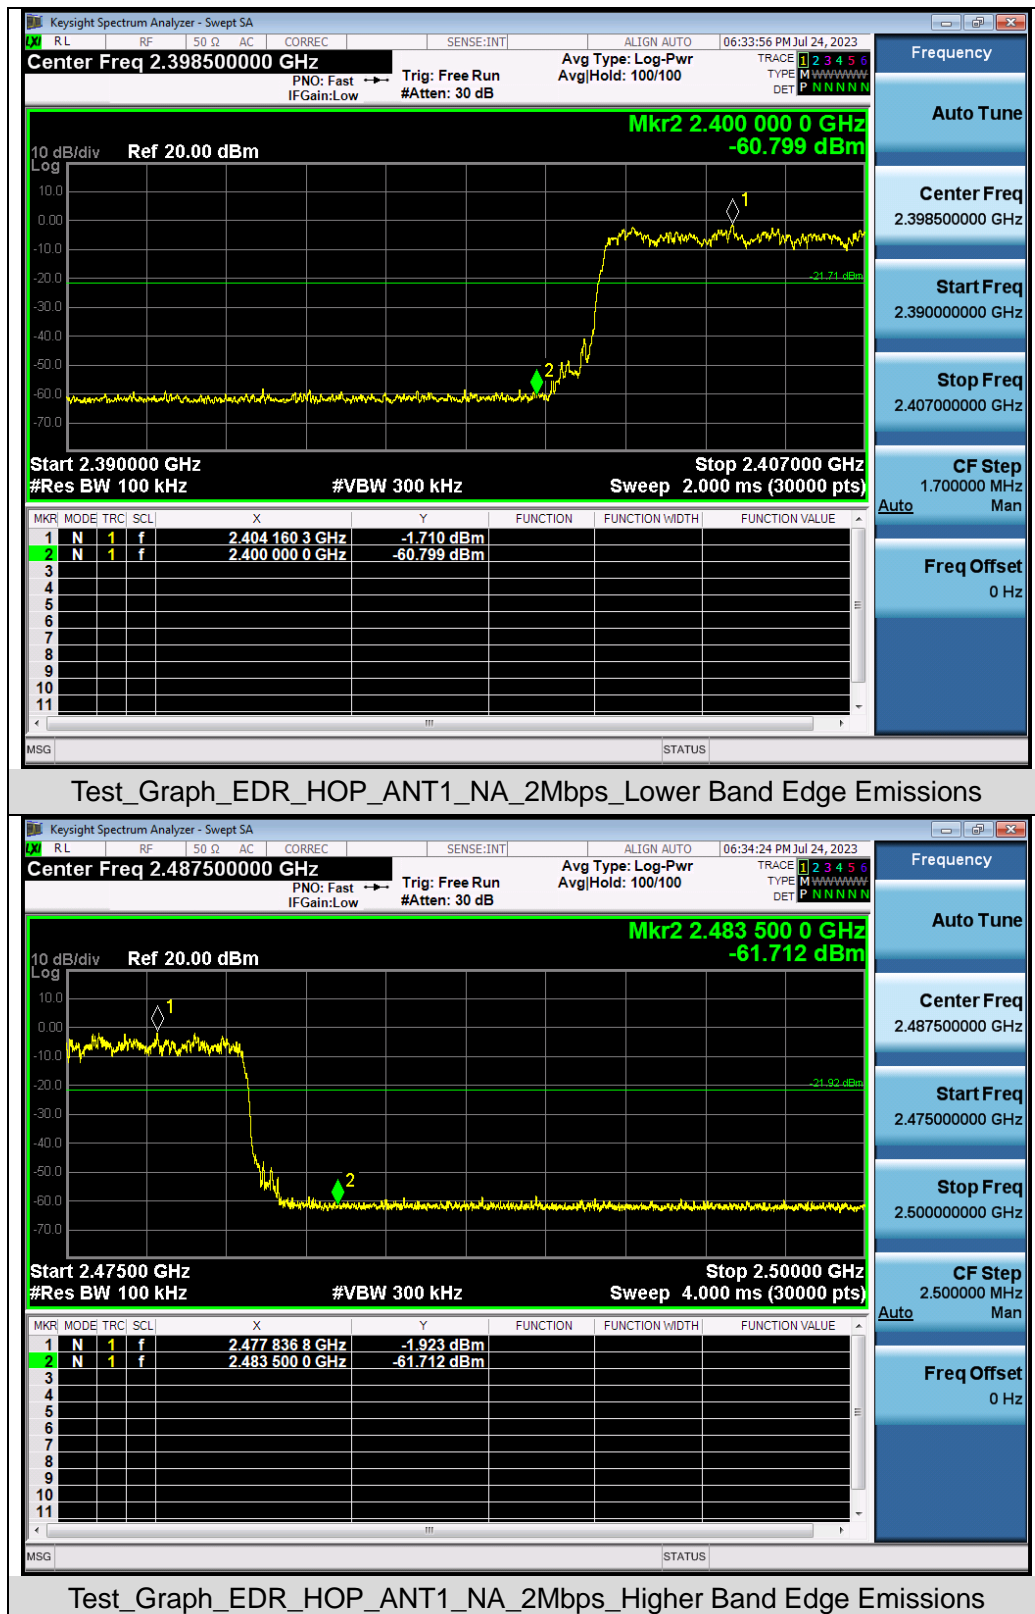 Keysight Spectrum Analyzer - Swept SA
LXI RL RF 50 Ω AC CORREC SENSE:INT ALIGN AUTO 06:33:56 PM Jul 24, 2023
Center Freq 2.398500000 GHz
PNO: Fast
IFGain:Low
Trig: Free Run
#Atten: 30 dB
Avg Type: Log-Pwr
Avg|Hold: 100/100
TRACE 1 2 3 4 5 6
TYPE M WWWWW
DET P N N N N N
Mkr2 2.400 000 0 GHz
-60.799 dBm
10 dB/div Ref 20.00 dBm
Log
10.0
0.00
-10.0
-20.0
-30.0
-40.0
-50.0
-60.0
-70.0
1
-21.71 dBm
2
Start 2.390000 GHz Stop 2.407000 GHz
#Res BW 100 kHz #VBW 300 kHz Sweep 2.000 ms (30000 pts)
MKR MODE TRC SCL X Y FUNCTION FUNCTION WIDTH FUNCTION VALUE
1 N 1 f 2.404 160 3 GHz -1.710 dBm
2 N 1 f 2.400 000 0 GHz -60.799 dBm
3
4
5
6
7
8
9
10
11
MSG STATUS
Frequency
Auto Tune
Center Freq
2.398500000 GHz
Start Freq
2.390000000 GHz
Stop Freq
2.407000000 GHz
CF Step
1.700000 MHz
Auto Man
Freq Offset
0 Hz
Test_Graph_EDR_HOP_ANT1_NA_2Mbps_Lower Band Edge Emissions
Keysight Spectrum Analyzer - Swept SA
LXI RL RF 50 Ω AC CORREC SENSE:INT ALIGN AUTO 06:34:24 PM Jul 24, 2023
Center Freq 2.487500000 GHz
PNO: Fast
IFGain:Low
Trig: Free Run
#Atten: 30 dB
Avg Type: Log-Pwr
Avg|Hold: 100/100
TRACE 1 2 3 4 5 6
TYPE M WWWWW
DET P N N N N N
Mkr2 2.483 500 0 GHz
-61.712 dBm
10 dB/div Ref 20.00 dBm
Log
10.0
0.00
-10.0
-20.0
-30.0
-40.0
-50.0
-60.0
-70.0
1
-21.92 dBm
2
Start 2.47500 GHz Stop 2.50000 GHz
#Res BW 100 kHz #VBW 300 kHz Sweep 4.000 ms (30000 pts)
MKR MODE TRC SCL X Y FUNCTION FUNCTION WIDTH FUNCTION VALUE
1 N 1 f 2.477 836 8 GHz -1.923 dBm
2 N 1 f 2.483 500 0 GHz -61.712 dBm
3
4
5
6
7
8
9
10
11
MSG STATUS
Frequency
Auto Tune
Center Freq
2.487500000 GHz
Start Freq
2.475000000 GHz
Stop Freq
2.500000000 GHz
CF Step
2.500000 MHz
Auto Man
Freq Offset
0 Hz
Test_Graph_EDR_HOP_ANT1_NA_2Mbps_Higher Band Edge Emissions